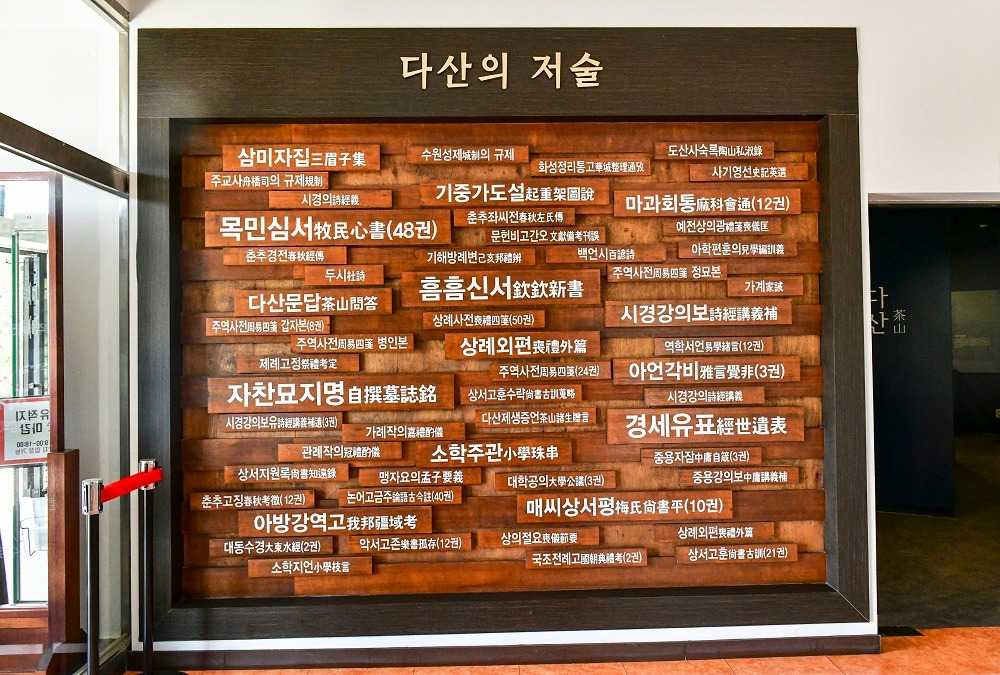 다산의 저술
삼미자집三眉子集
수원성제城制의 규제
도산사숙록陶山私淑錄
화성정리통고華城整理通攷
사기영선史記英選
주교사舟橋司의 규제規制
시경의詩經義
기중가도설起重架圖說
마과회통麻科會通(12권)
목민심서牧民心書(48권)
춘추좌씨전春秋左氏傳
예전상의광禮箋喪儀匡
문헌비고간오文獻備考刊誤
춘추경전春秋經傳
기해방례변己亥邦禮辨
백언시百諺詩
아학편훈의兒學編訓義
두시杜詩
주역사전周易四箋 정묘본
흠흠신서欽欽新書
가계家誡
다산문답茶山問答
시경강의보詩經講義補
주역사전周易四箋 갑자본(8권)
상례사전喪禮四箋(50권)
주역사전周易四箋 병인본
상례외편喪禮外篇
역학서언易學緖言(12권)
제례고정祭禮考定
주역사전周易四箋(24권)
아언각비雅言覺非(3권)
자찬묘지명自撰墓誌銘
상서고훈수략尙書古訓蒐略
시경강의詩經講義
시경강의보유詩經講義補遺(3권)
다산제생증언茶山諸生贈言
경세유표經世遺表
가례작의嘉禮酌儀
관례작의冠禮酌儀
소학주관小學珠串
중용자잠中庸自箴(3권)
상서지원록尙書知遠錄
맹자요의孟子要義
대학공의大學公議(3권)
중용강의보中庸講義補
춘추고징春秋考徵(12권)
논어고금주論語古今註(40권)
매씨상서평梅氏尙書平(10권)
아방강역고我邦疆域考
상의절요喪儀節要
상례외편喪禮外篇
대동수경大東水經(2권)
악서고존樂書孤存(12권)
국조전례고國朝典禮考(2권)
상서고훈尙書古訓(21권)
소학지언小學枝言
다
산
茶山